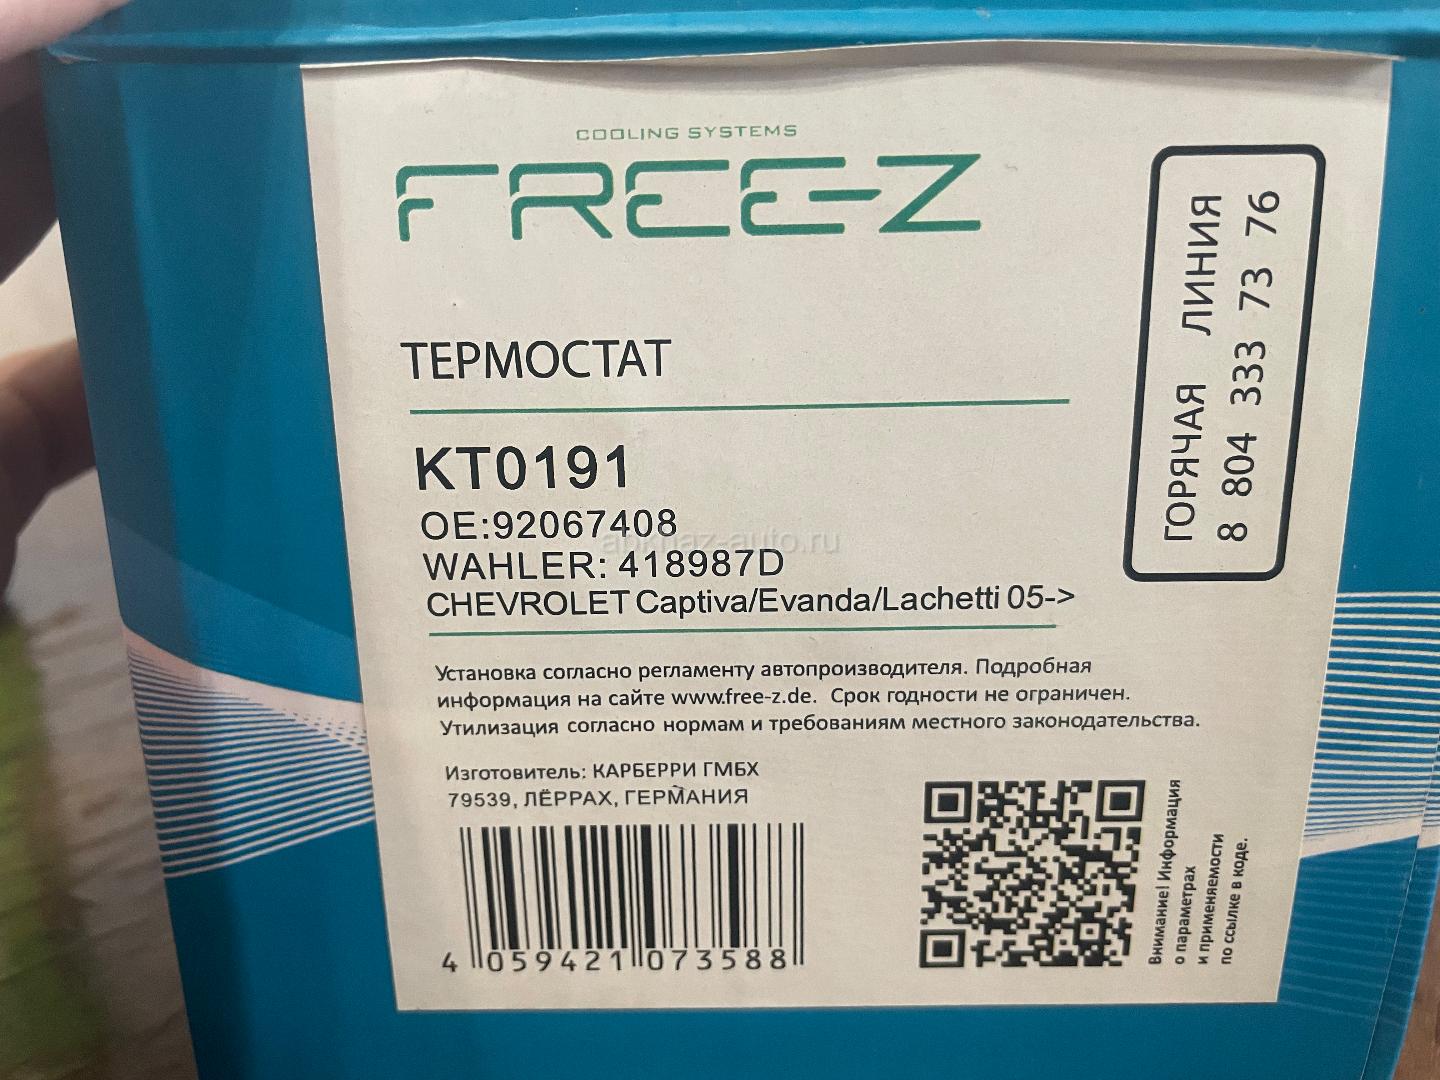 COOLING SYSTEMS
FREE-Z
ТЕРМОСТАТ
KT0191
OE:92067408
WAHLER: 418987D
CHEVROLET Captiva/Evanda/Lachetti 05->
Установка согласно регламенту автопроизводителя. Подробная
информация на сайте www.free-z.de. Срок годности не ограничен.
Утилизация согласно нормам и требованиям местного законодательства.
Изготовитель: КАРБЕРРИ ГМБХ
79539, ЛЁРРАХ, ГЕРМАНИЯ
4 059421 073588
ГОРЯЧАЯ ЛИНИЯ
8 804 333 73 76
Внимание! Информация
о параметрах
и применяемости
по ссылке в коде.
abkhaz-auto.ru